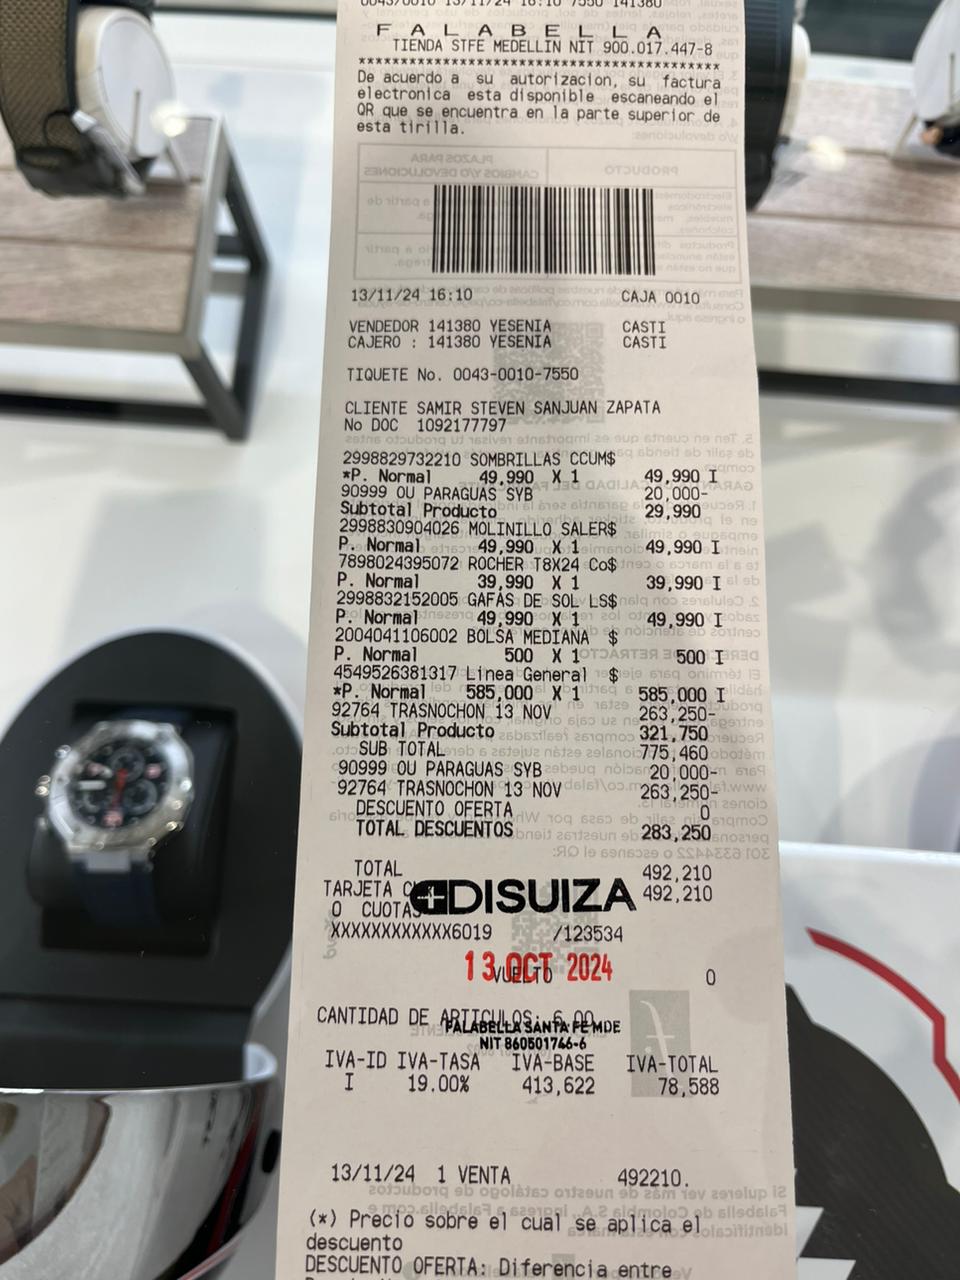 0043/0010 13/11/24 16:10 7550 141380
F A L A B E L L A
TIENDA STFE MEDELLIN NIT 900.017.447-8
****************************************
De acuerdo a su autorizacion, su factura
electronica esta disponible escaneando el
QR que se encuentra en la parte superior de
esta tirilla.
13/11/24 16:10 CAJA 0010
VENDEDOR 141380 YESENIA CASTI
CAJERO : 141380 YESENIA CASTI
TIQUETE No. 0043-0010-7550
CLIENTE SAMIR STEVEN SANJUAN ZAPATA
No DOC 1092177797
2998829732210 SOMBRILLAS CCUM$
*P. Normal 49,990 X 1 49,990 I
90999 OU PARAGUAS SYB 20,000-
Subtotal Producto 29,990
2998830904026 MOLINILLO SALER$
P. Normal 49,990 X 1 49,990 I
7898024395072 ROCHER T8X24 Co$
P. Normal 39,990 X 1 39,990 I
2998832152005 GAFAS DE SOL LS$
P. Normal 49,990 X 1 49,990 I
2004041106002 BOLSA MEDIANA $
P. Normal 500 X 1 500 I
4549526381317 Linea General $
*P. Normal 585,000 X 1 585,000 I
92764 TRASNOCHON 13 NOV 263,250-
Subtotal Producto 321,750
SUB TOTAL 775,460
90999 OU PARAGUAS SYB 20,000-
92764 TRASNOCHON 13 NOV 263,250-
DESCUENTO OFERTA 0
TOTAL DESCUENTOS 283,250
TOTAL 492,210
TARJETA 492,210
DISUIZA
0 CUOTAS
XXXXXXXXXXXX6019 /123534
13 OCT 2024
VUELTO 0
CANTIDAD DE ARTICULOS: 6.00
FALABELLA SANTA FE MDE
NIT 860501746-6
IVA-ID IVA-TASA IVA-BASE IVA-TOTAL
I 19.00% 413,622 78,588
13/11/24 1 VENTA 492210.
(*) Precio sobre el cual se aplica el
descuento
DESCUENTO OFERTA: Diferencia entre